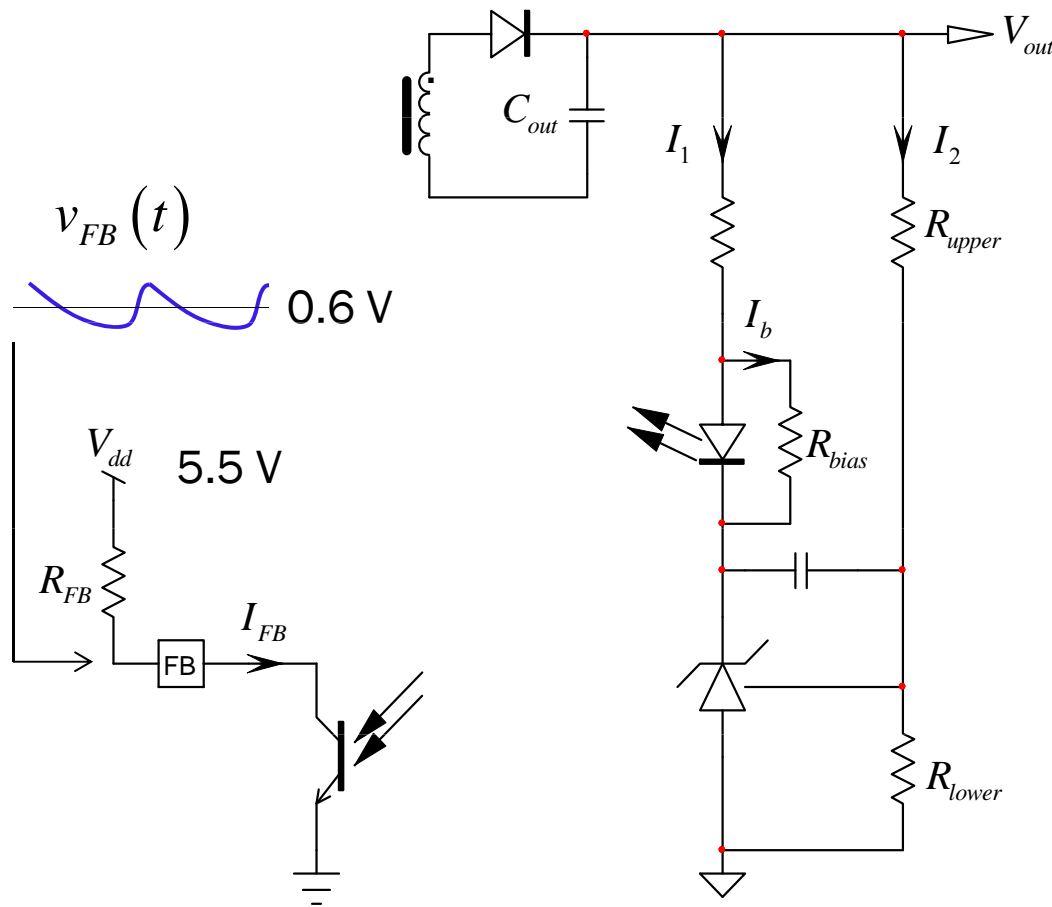 V_out
C_out
I_1
I_2
v_FB (t)
R_upper
0.6 V
I_b
V_dd
5.5 V
R_bias
R_FB
I_FB
FB
R_lower